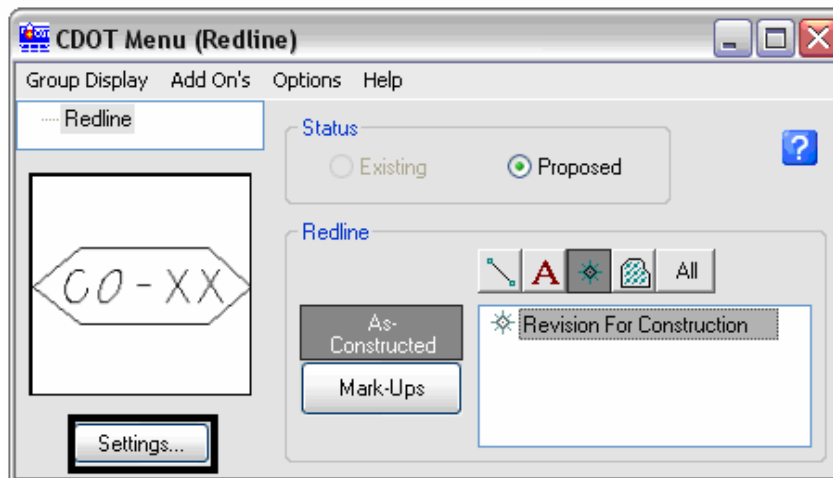 CDOT Menu (Redline)
Group Display Add On's Options Help
Redline
Status
Existing Proposed
?
Redline
A All
CO-XX
As-
Constructed
Revision For Construction
Mark-Ups
Settings...